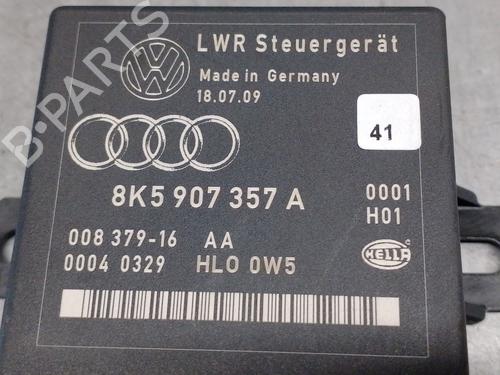 B-PARTS
LWR Steuergerät
Made in Germany
18.07.09
41
8K5 907 357 A
0001
H01
008 379-16 AA
0004 0329 HLO 0W5
HELLA